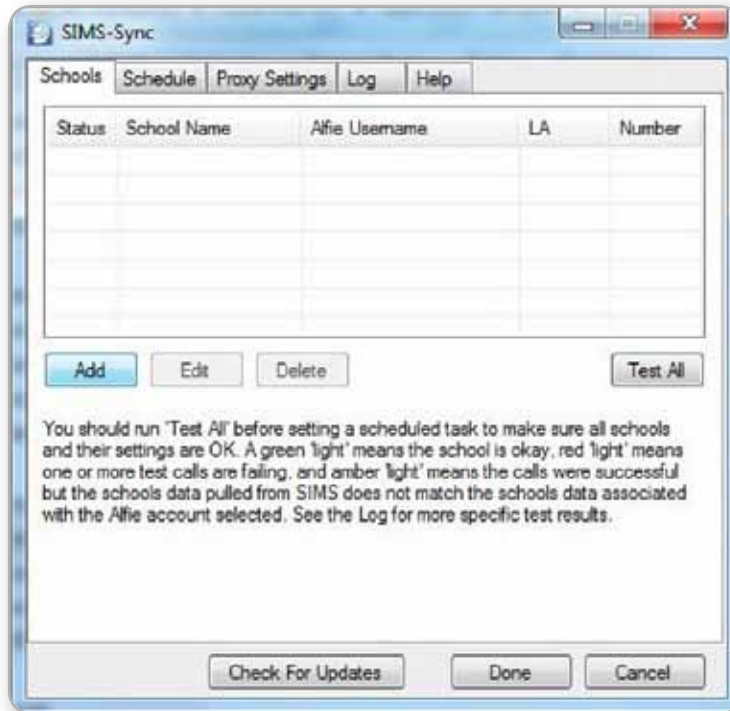 SIMS-Sync
Schools Schedule Proxy Settings Log Help
Status School Name Alfie Username LA Number
Add Edit Delete Test All
You should run 'Test All' before setting a scheduled task to make sure all schools
and their settings are OK. A green 'light' means the school is okay, red 'light' means
one or more test calls are failing, and amber 'light' means the calls were successful
but the schools data pulled from SIMS does not match the schools data associated
with the Alfie account selected. See the Log for more specific test results.
Check For Updates Done Cancel